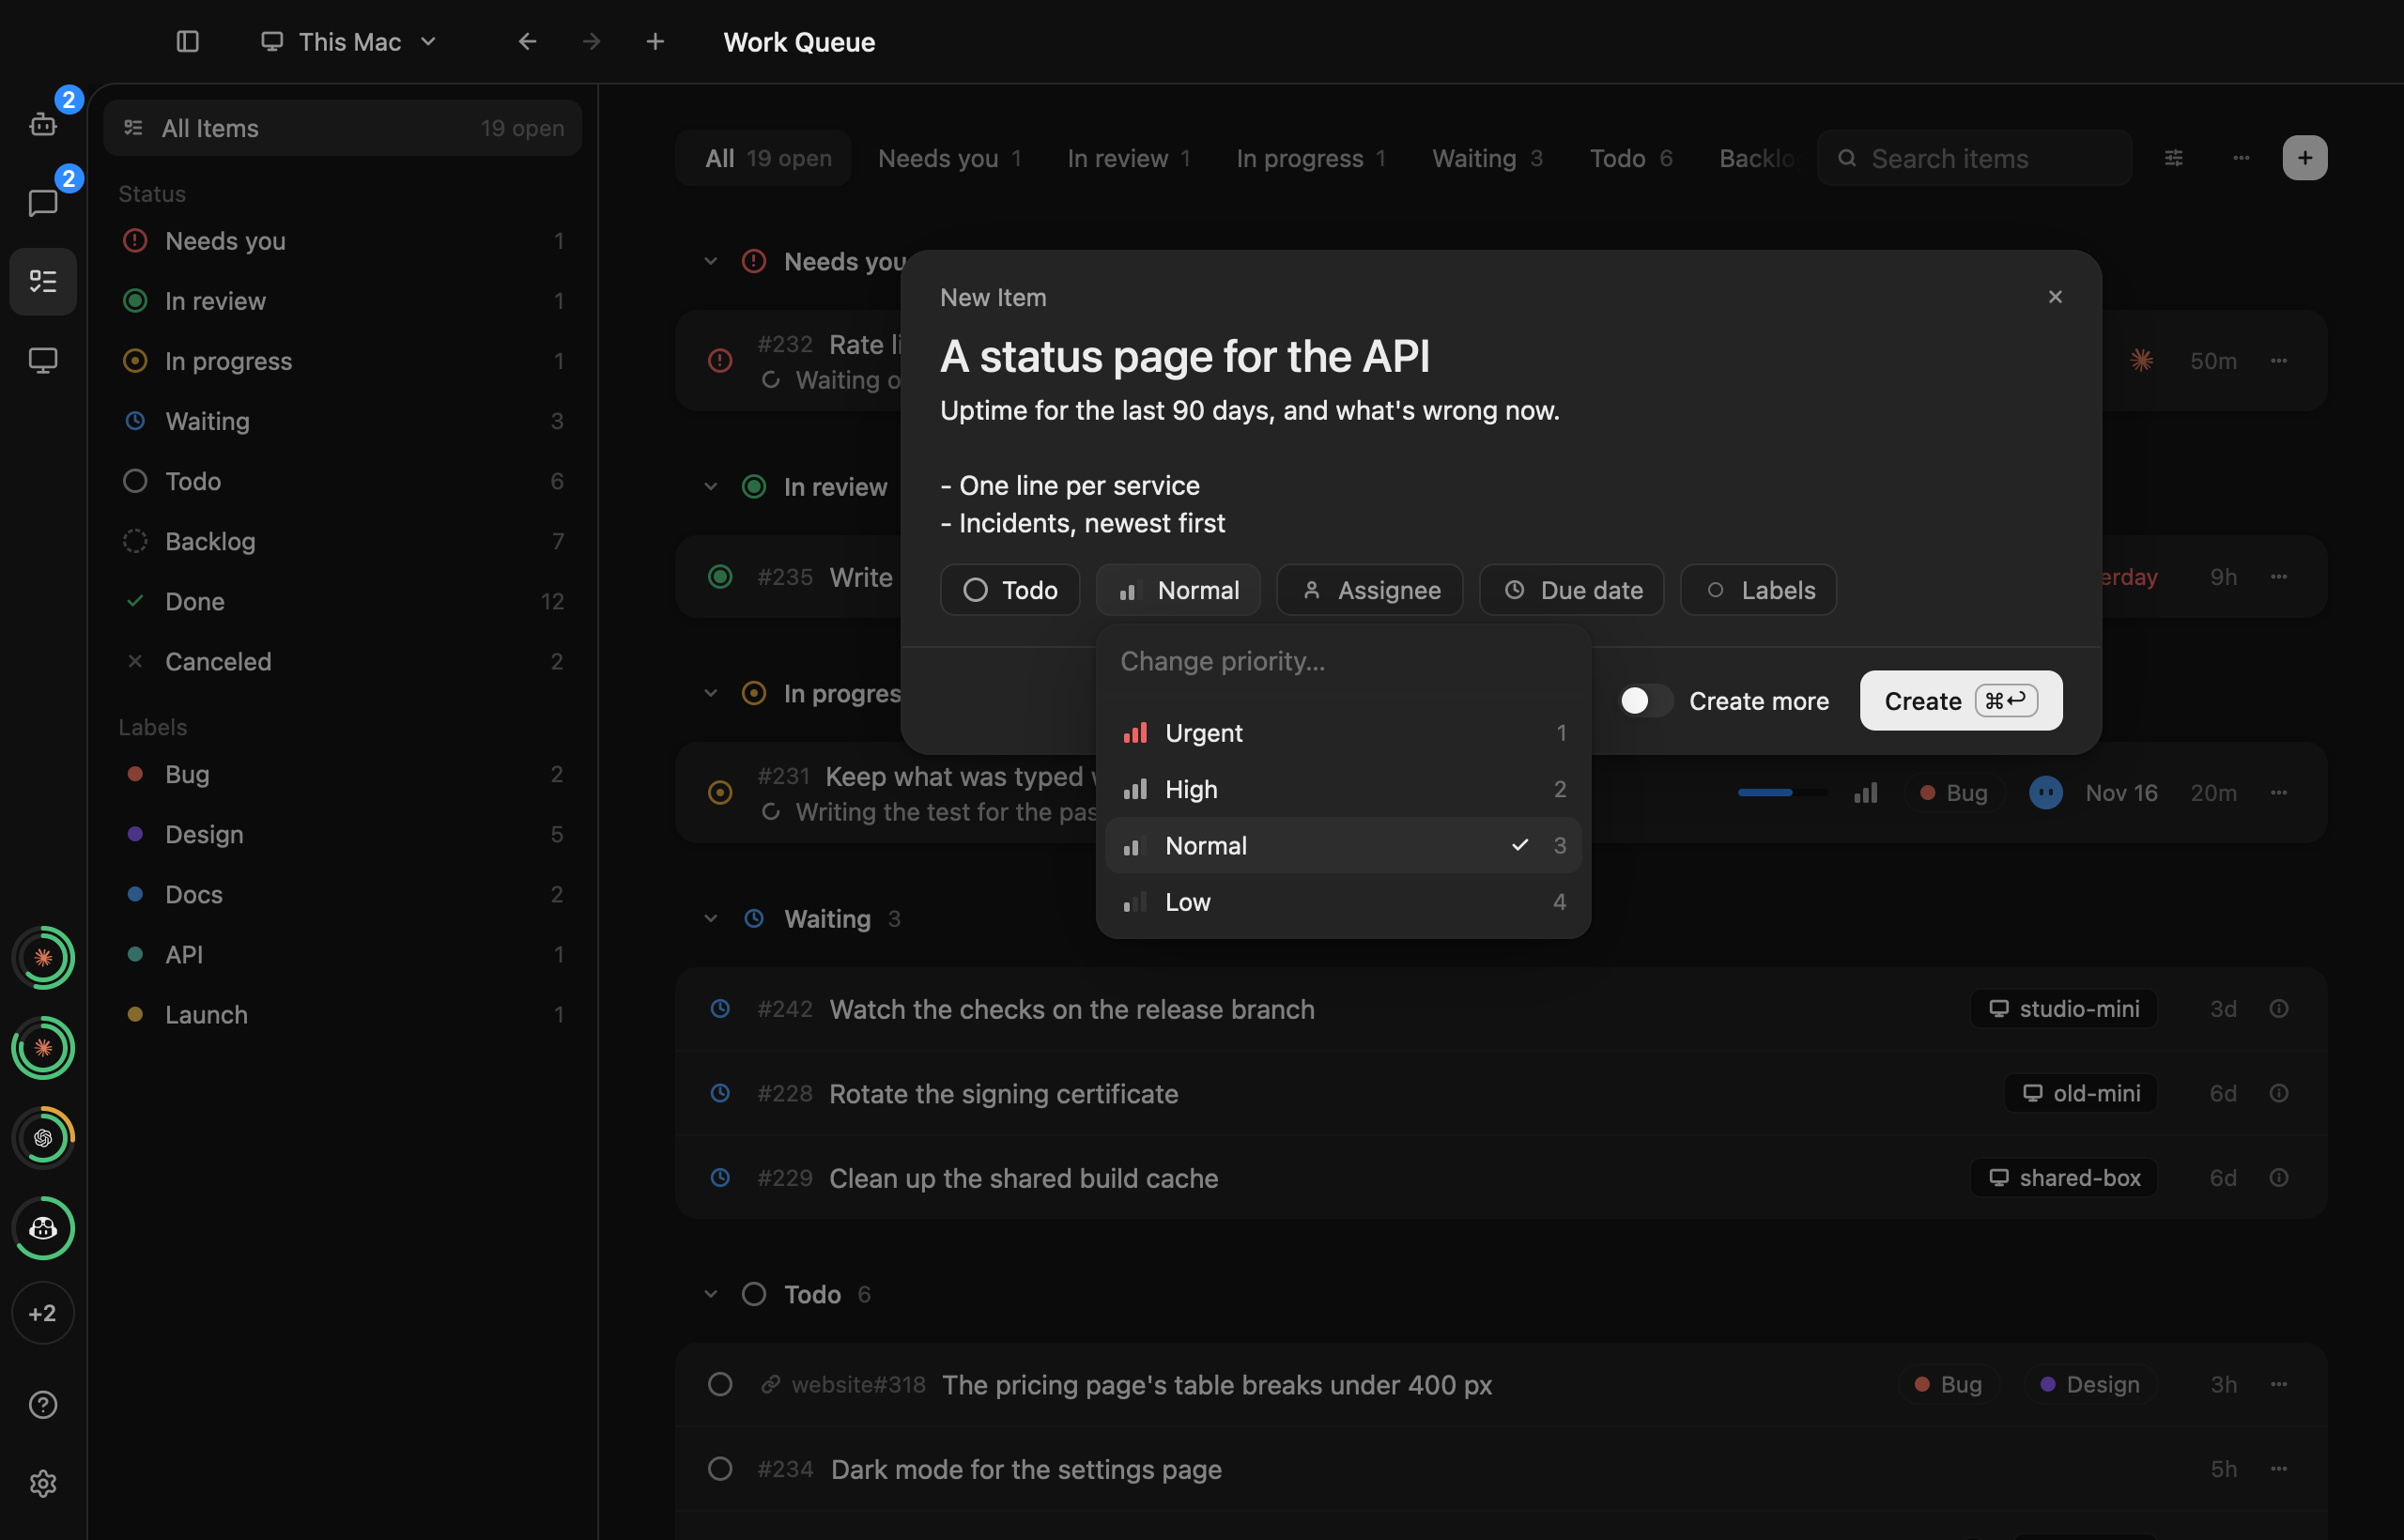 This Mac
Work Queue
2
2
All Items 19 open
Status
Needs you 1
In review 1
In progress 1
Waiting 3
Todo 6
Backlog 7
Done 12
Canceled 2
Labels
Bug 2
Design 5
Docs 2
API 1
Launch 1
+2
All 19 open Needs you 1 In review 1 In progress 1 Waiting 3 Todo 6 Search items
Needs you
#232 Rate
Waiting
50m
In review
#235 Write
9h
In
#231 Keep what was typed
Writing the test for the
Bug Nov 16 20m
New Item
A status page for the API
Uptime for the last 90 days, and what's wrong now.
- One line per service
- Incidents, newest first
Todo Normal Assignee Due date Labels
Create more Create ⌘↩
Change priority...
Urgent 1
High 2
Normal 3
Low 4
Waiting 3
#242 Watch the checks on the release branch studio-mini 3d
#228 Rotate the signing certificate old-mini 6d
#229 Clean up the shared build cache shared-box 6d
Todo 6
website#318 The pricing page's table breaks under 400 px Bug Design 3h
#234 Dark mode for the settings page 5h